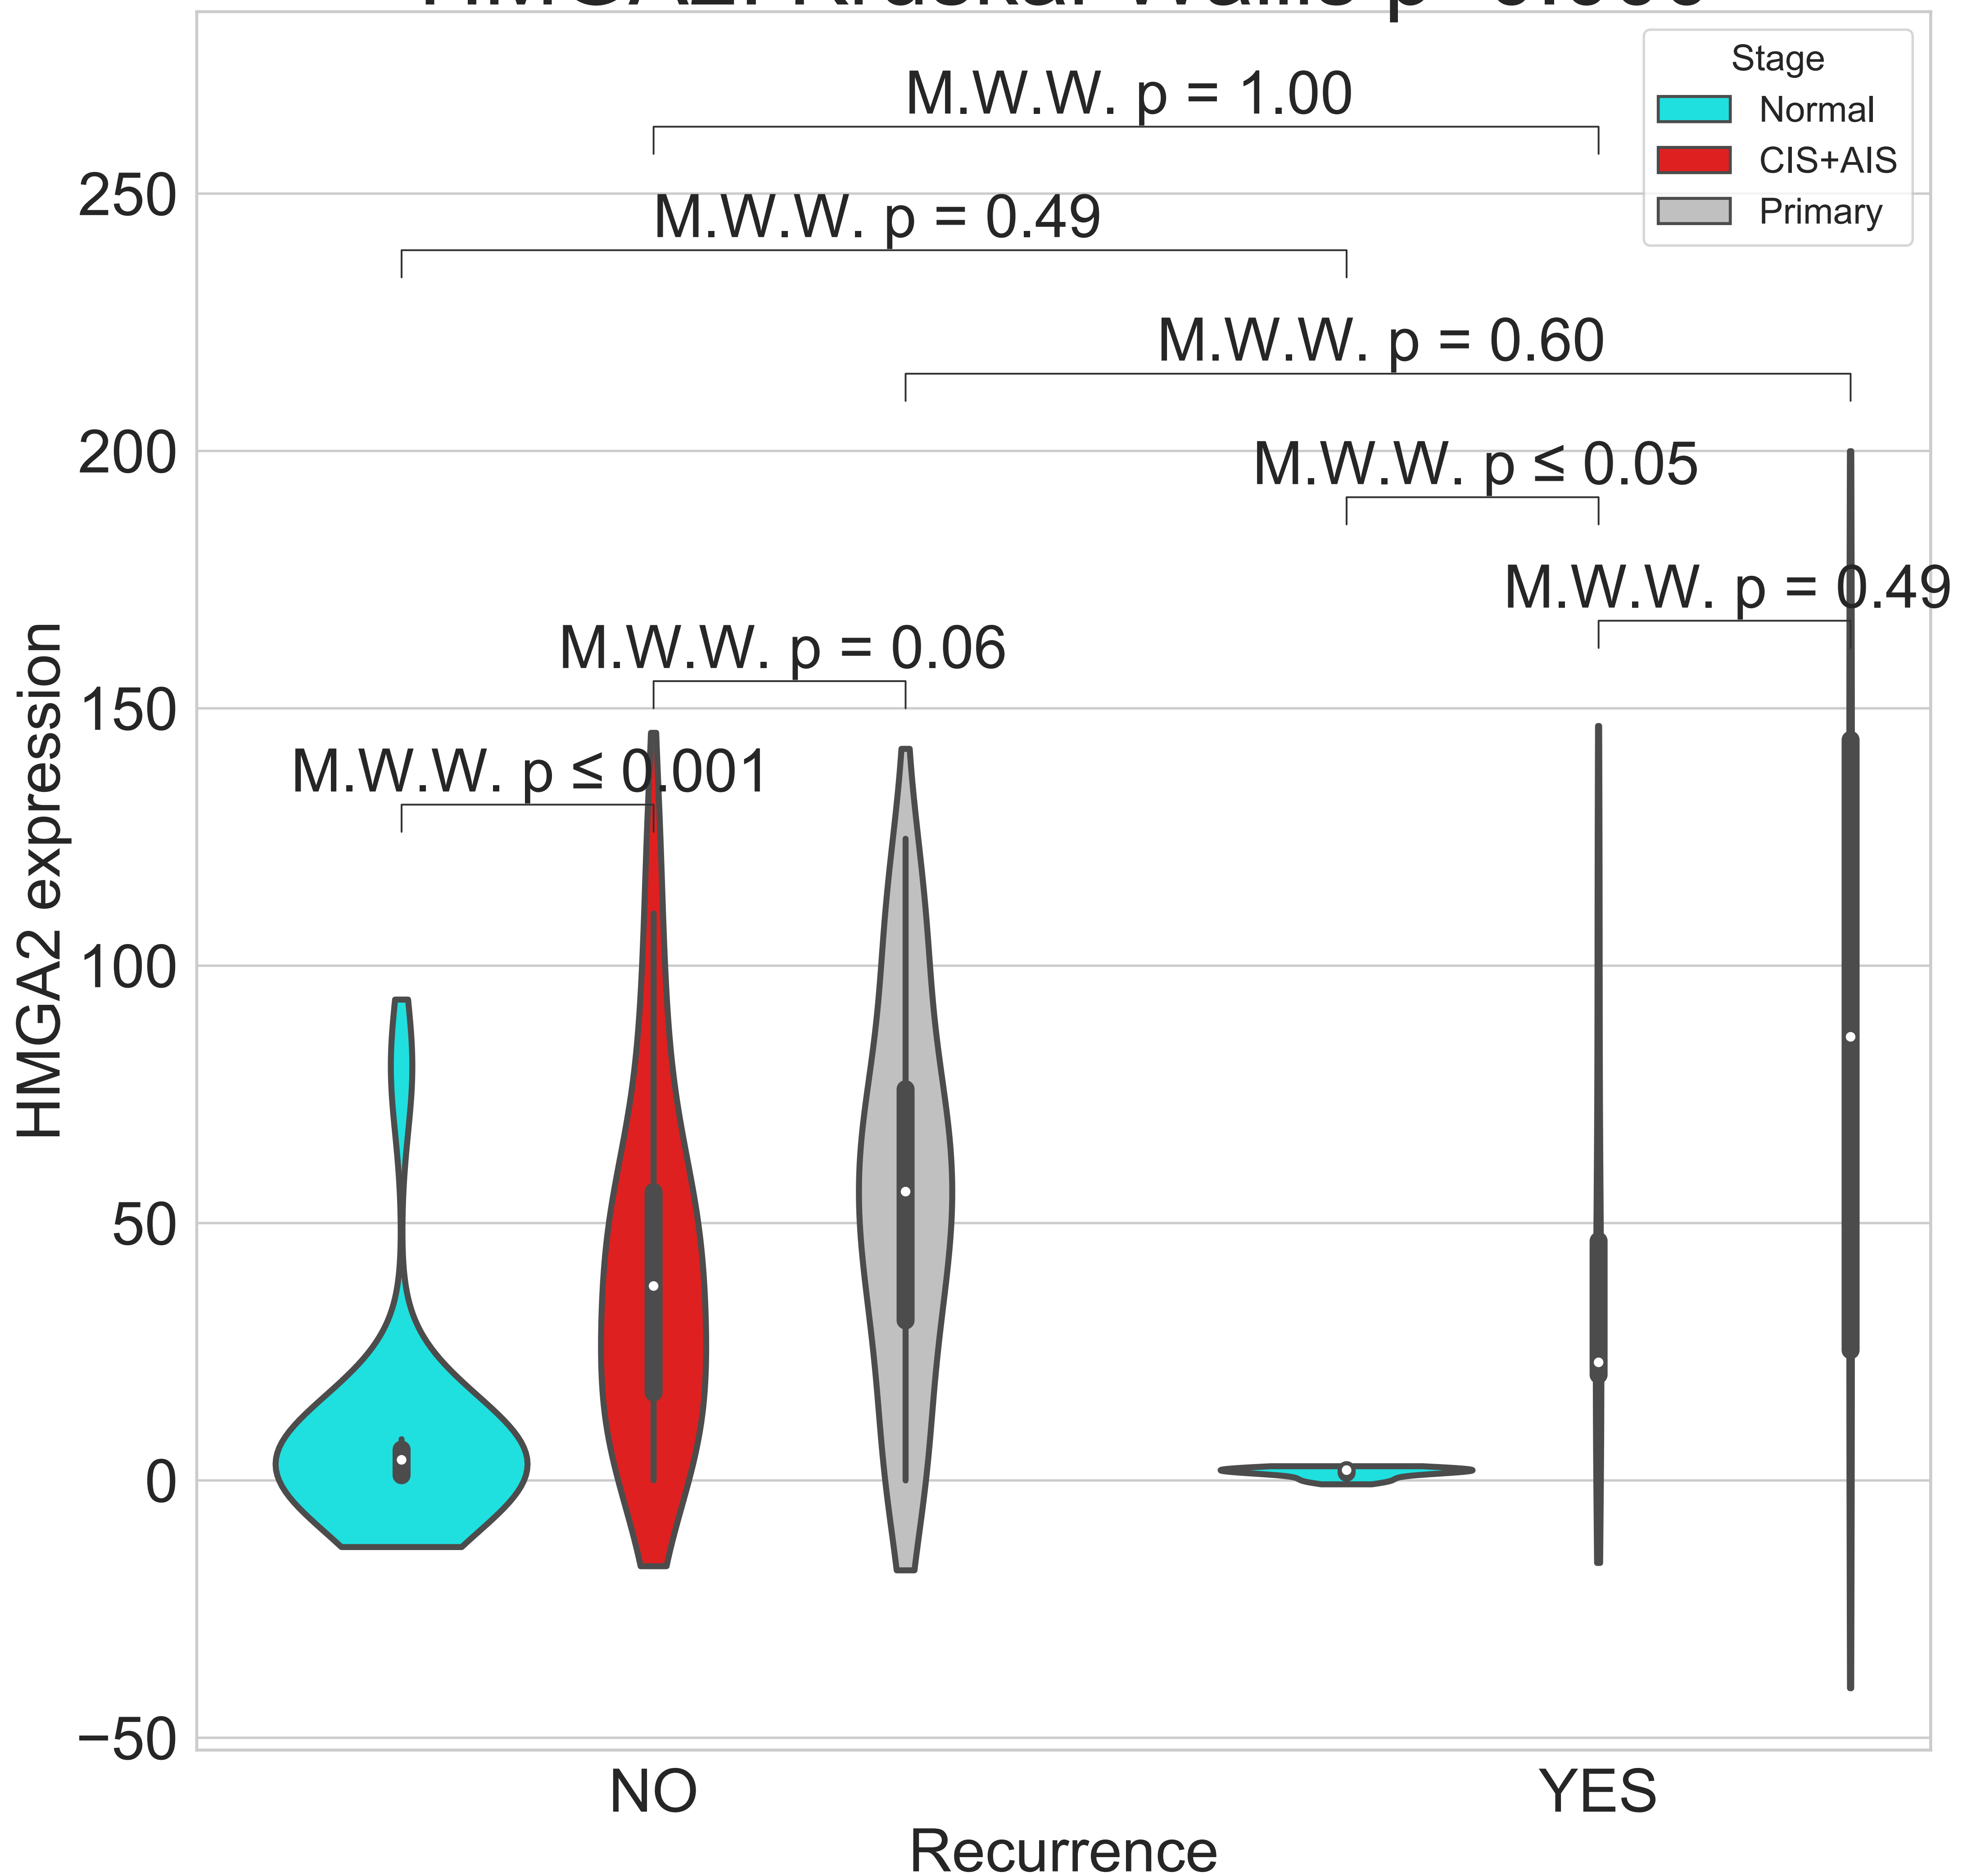 Stage
Normal
CIS+AIS
Primary
M.W.W. p = 1.00
M.W.W. p = 0.49
M.W.W. p = 0.60
M.W.W. p ≤ 0.05
M.W.W. p = 0.49
M.W.W. p = 0.06
M.W.W. p ≤ 0.001
250
200
150
100
50
0
−50
HMGA2 expression
NO
YES
Recurrence